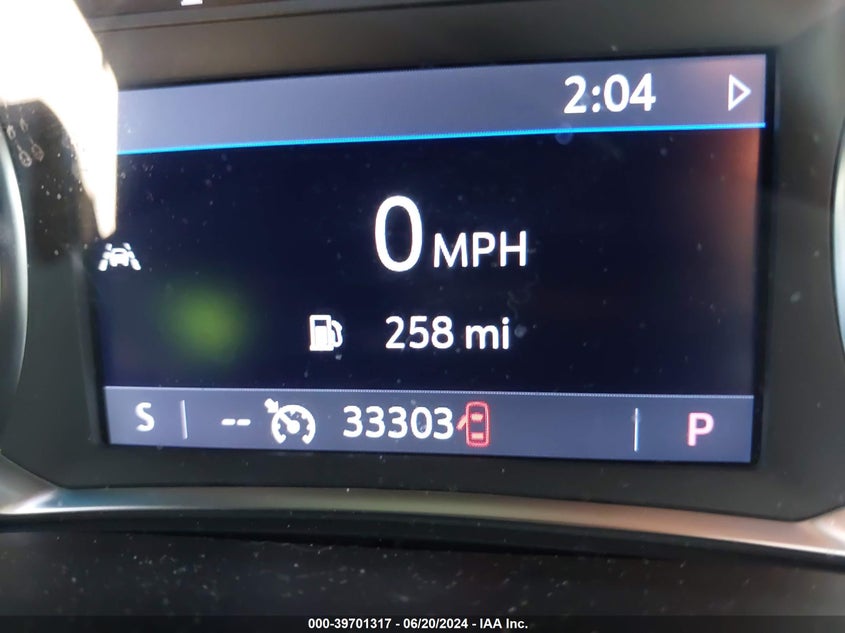 2:04
0 MPH
258 mi
S -- 33303 P
000-39701317 - 06/20/2024 - IAA Inc.